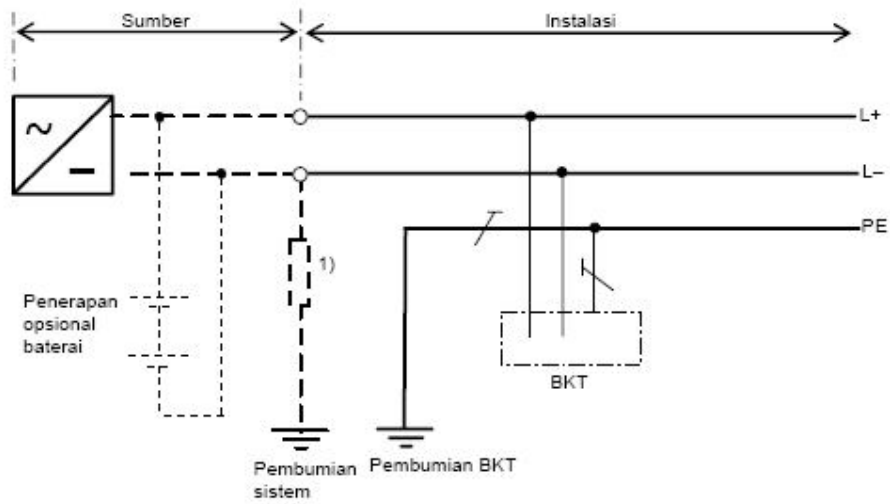 Sumber
Instalasi
L+
L–
PE
1)
Penerapan
opsional
baterai
BKT
Pembumian
sistem
Pembumian BKT